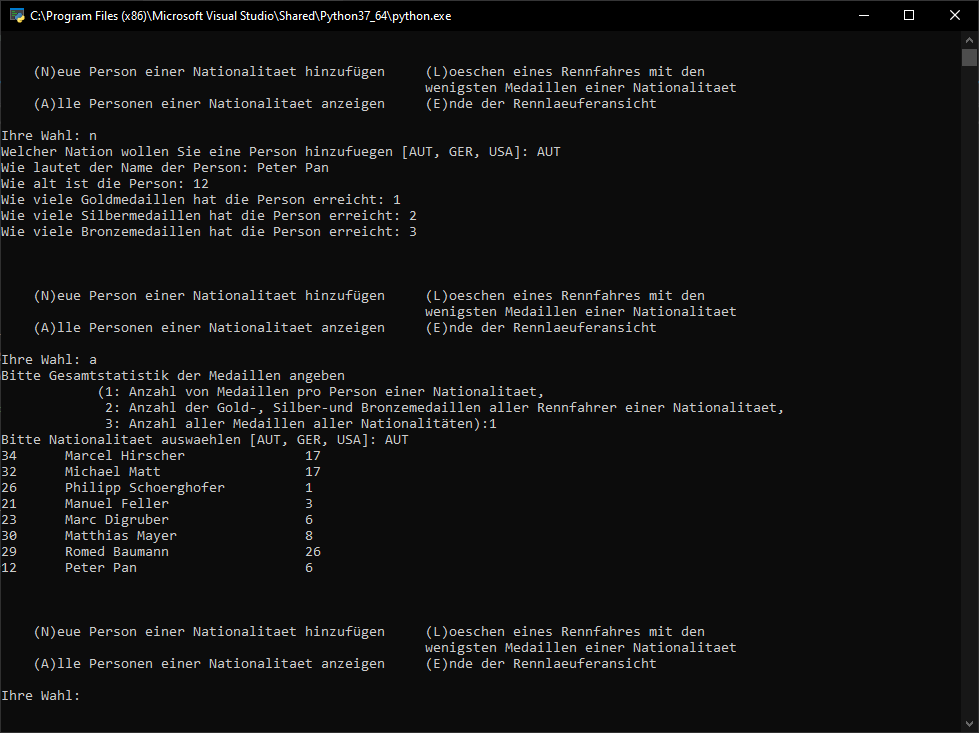 C:\Program Files (x86)\Microsoft Visual Studio\Shared\Python37_64\python.exe
(N)eue Person einer Nationalitaet hinzufügen (L)oeschen eines Rennfahres mit den
wenigsten Medaillen einer Nationalitaet
(A)lle Personen einer Nationalitaet anzeigen (E)nde der Rennlaeuferansicht
Ihre Wahl: n
Welcher Nation wollen Sie eine Person hinzufuegen [AUT, GER, USA]: AUT
Wie lautet der Name der Person: Peter Pan
Wie alt ist die Person: 12
Wie viele Goldmedaillen hat die Person erreicht: 1
Wie viele Silbermedaillen hat die Person erreicht: 2
Wie viele Bronzemedaillen hat die Person erreicht: 3
(N)eue Person einer Nationalitaet hinzufügen (L)oeschen eines Rennfahres mit den
wenigsten Medaillen einer Nationalitaet
(A)lle Personen einer Nationalitaet anzeigen (E)nde der Rennlaeuferansicht
Ihre Wahl: a
Bitte Gesamtstatistik der Medaillen angeben
(1: Anzahl von Medaillen pro Person einer Nationalitaet,
2: Anzahl der Gold-, Silber-und Bronzemedaillen aller Rennfahrer einer Nationalitaet,
3: Anzahl aller Medaillen aller Nationalitäten):1
Bitte Nationalitaet auswaehlen [AUT, GER, USA]: AUT
34 Marcel Hirscher 17
32 Michael Matt 17
26 Philipp Schoerghofer 1
21 Manuel Feller 3
23 Marc Digruber 6
30 Matthias Mayer 8
29 Romed Baumann 26
12 Peter Pan 6
(N)eue Person einer Nationalitaet hinzufügen (L)oeschen eines Rennfahres mit den
wenigsten Medaillen einer Nationalitaet
(A)lle Personen einer Nationalitaet anzeigen (E)nde der Rennlaeuferansicht
Ihre Wahl: